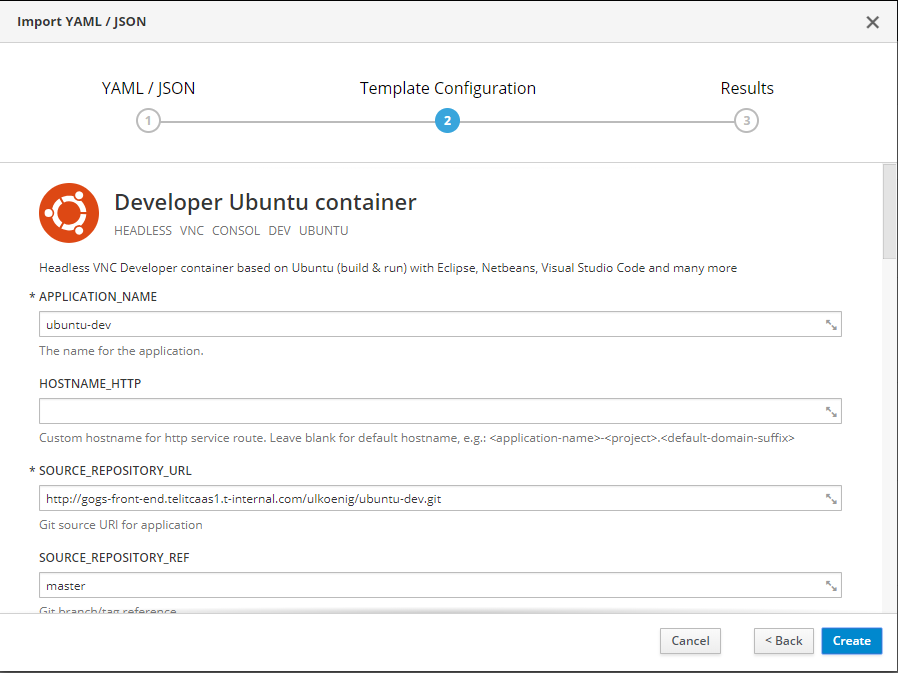 Import YAML / JSON
YAML / JSON
Template Configuration
Results
1
2
3
Developer Ubuntu container
HEADLESS VNC CONSOL DEV UBUNTU
Headless VNC Developer container based on Ubuntu (build & run) with Eclipse, Netbeans, Visual Studio Code and many more
* APPLICATION_NAME
ubuntu-dev
The name for the application.
HOSTNAME_HTTP
Custom hostname for http service route. Leave blank for default hostname, e.g.: <application-name>-<project>.<default-domain-suffix>
* SOURCE_REPOSITORY_URL
http://gogs-front-end.telitcaas1.t-internal.com/ulkoenig/ubuntu-dev.git
Git source URI for application
SOURCE_REPOSITORY_REF
master
Git branch/tag reference
Cancel
< Back
Create